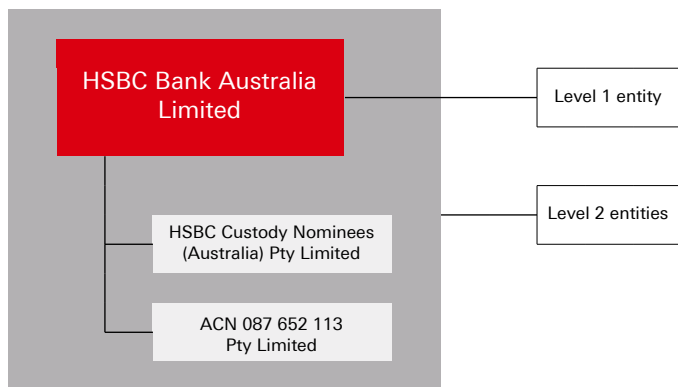 HSBC Bank Australia
Limited
Level 1 entity
Level 2 entities
HSBC Custody Nominees
(Australia) Pty Limited
ACN 087 652 113
Pty Limited